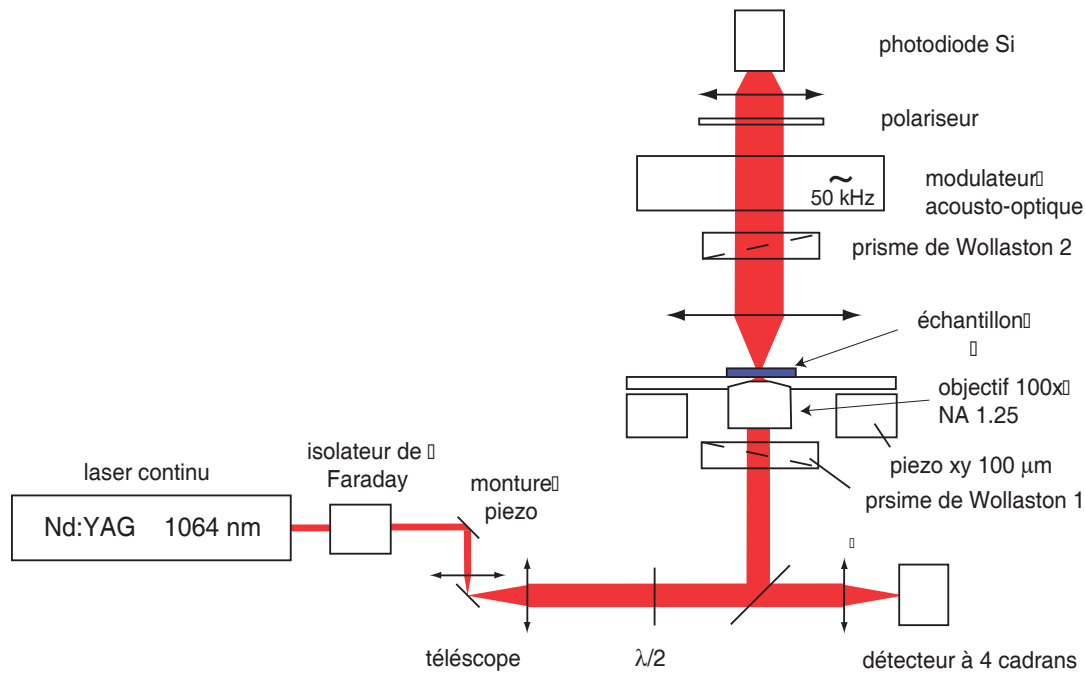 photodiode Si
polariseur
~
50 kHz
modulateur
acousto-optique
prisme de Wollaston 2
échantillon
objectif 100x
NA 1.25
piezo xy 100 μm
prsime de Wollaston 1
isolateur de
Faraday
laser continu
monture
piezo
Nd:YAG 1064 nm
téléscope
λ/2
détecteur à 4 cadrans